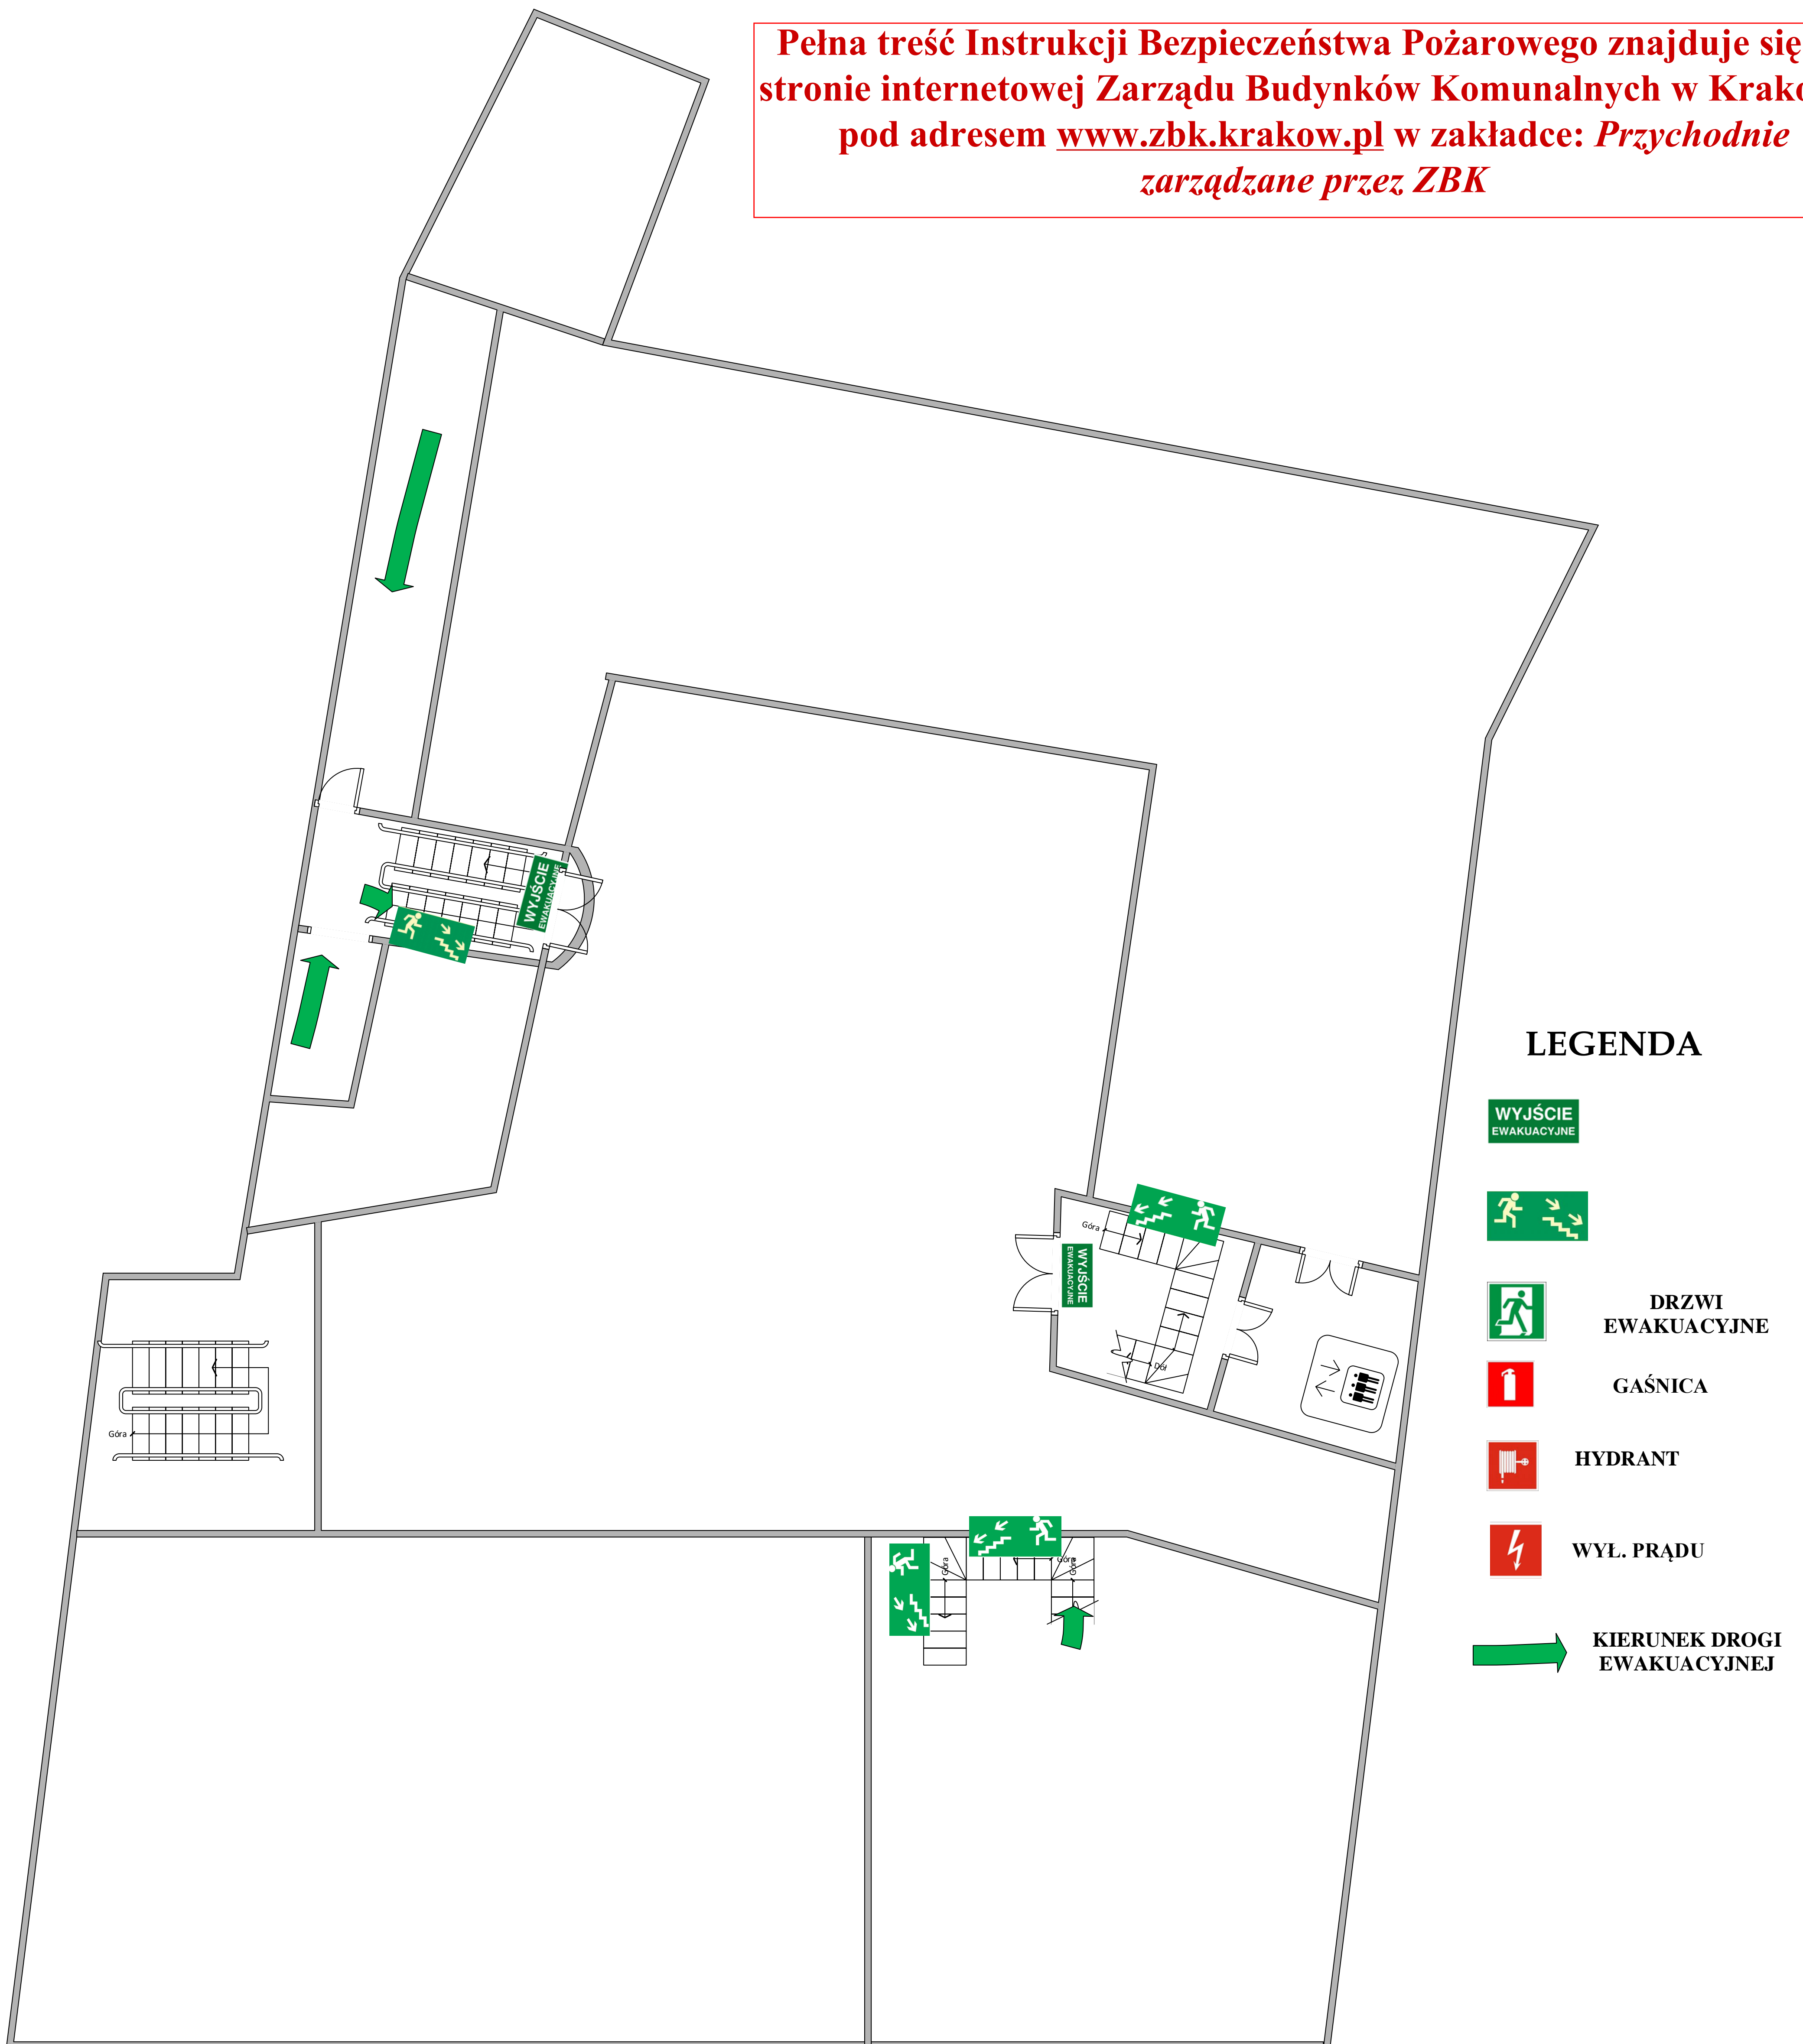 Pełna treść Instrukcji Bezpieczeństwa Pożarowego znajduje się
stronie internetowej Zarządu Budynków Komunalnych w Krako
pod adresem www.zbk.krakow.pl w zakładce: Przychodnie
zarządzane przez ZBK
WYJŚCIE
EWAKUACYJNE
LEGENDA
WYJŚCIE
EWAKUACYJNE
Góra
WYJŚCIE
EWAKUACYJNE
DRZWI
EWAKUACYJNE
Dół
GAŚNICA
Góra
HYDRANT
WYŁ. PRĄDU
Góra
Góra
Góra
KIERUNEK DROGI
EWAKUACYJNEJ